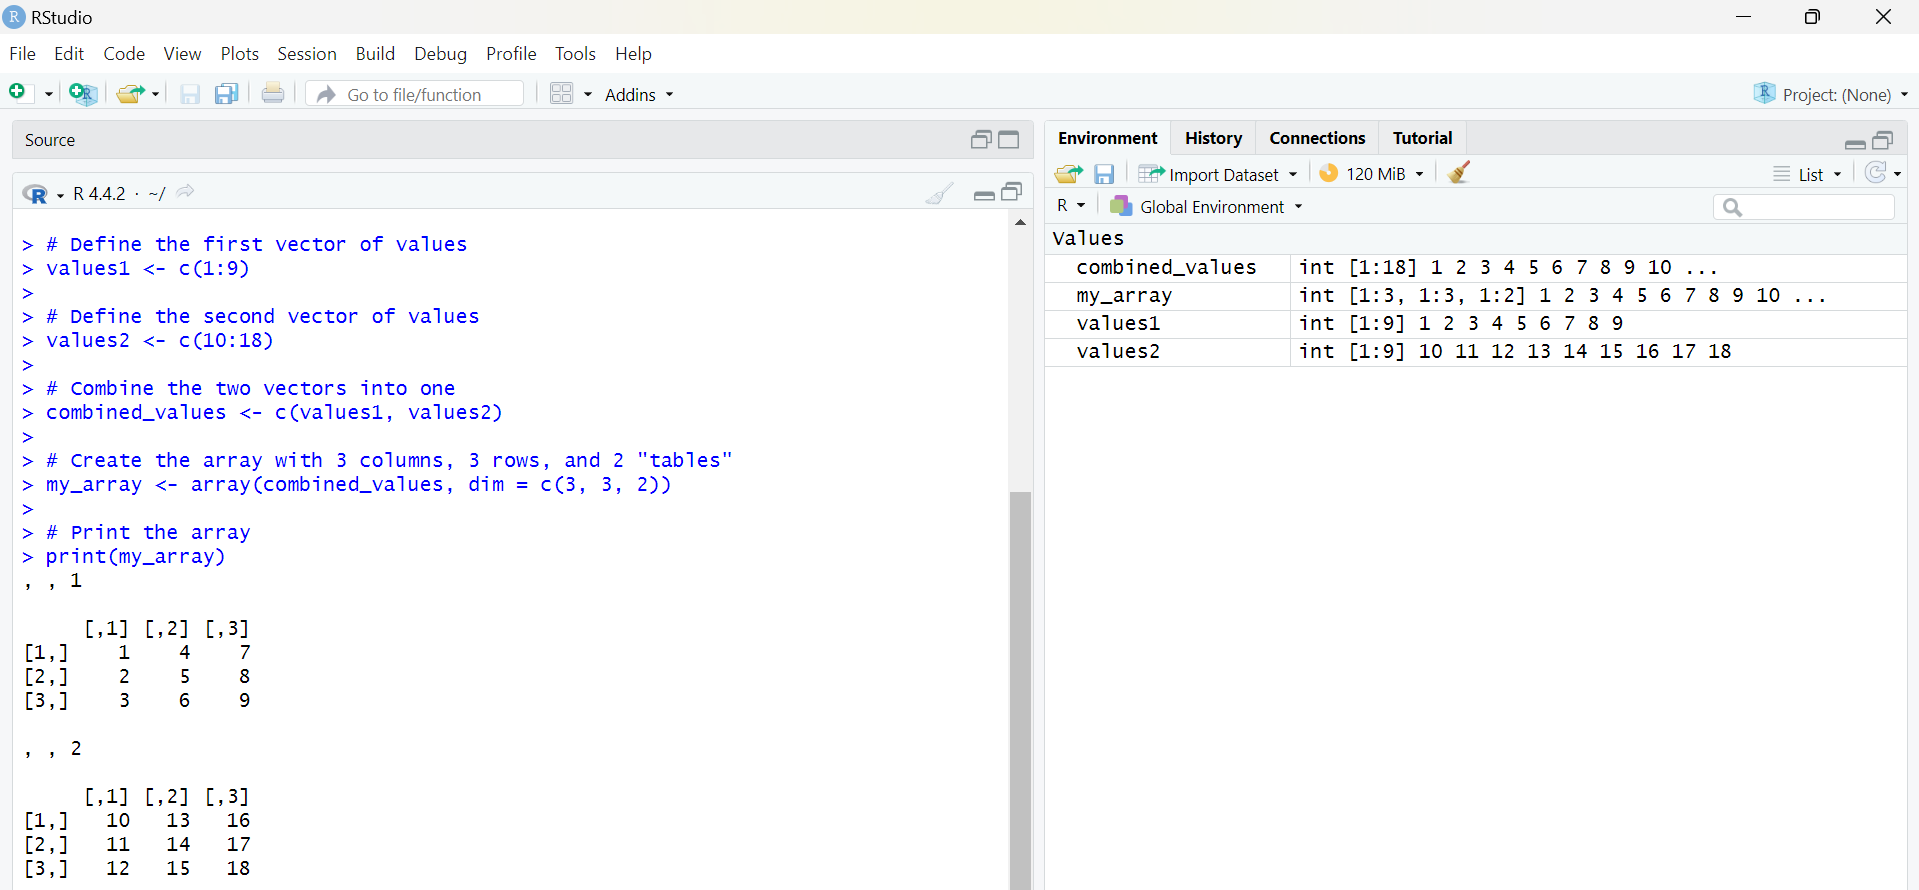 RStudio
File Edit Code View Plots Session Build Debug Profile Tools Help
Go to file/function Addins Project: (None)
Source
R 4.4.2 · ~/
> # Define the first vector of values
> values1 <- c(1:9)
>
> # Define the second vector of values
> values2 <- c(10:18)
>
> # Combine the two vectors into one
> combined_values <- c(values1, values2)
>
> # Create the array with 3 columns, 3 rows, and 2 "tables"
> my_array <- array(combined_values, dim = c(3, 3, 2))
>
> # Print the array
> print(my_array)
, , 1
     [,1] [,2] [,3]
[1,]    1    4    7
[2,]    2    5    8
[3,]    3    6    9
, , 2
     [,1] [,2] [,3]
[1,]   10   13   16
[2,]   11   14   17
[3,]   12   15   18
Environment History Connections Tutorial
Import Dataset 120 MiB List
R Global Environment
Values
combined_values int [1:18] 1 2 3 4 5 6 7 8 9 10 ...
my_array int [1:3, 1:3, 1:2] 1 2 3 4 5 6 7 8 9 10 ...
values1 int [1:9] 1 2 3 4 5 6 7 8 9
values2 int [1:9] 10 11 12 13 14 15 16 17 18